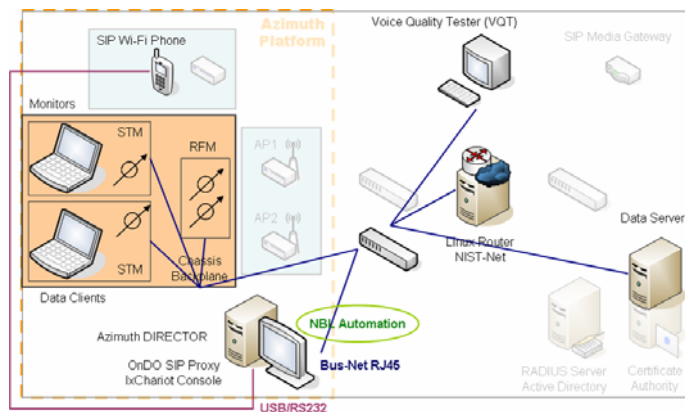 Azimuth
Platform
SIP Wi-Fi Phone
Voice Quality Tester (VQT)
SIP Media Gateway
Monitors
STM
RFM
AP1
AP2
STM
Chassis
Backplane
Data Clients
Linux Router
NIST-Net
Data Server
Azimuth DIRECTOR
NBL Automation
OnDO SIP Proxy
IxChariot Console
Bus-Net RJ45
RADIUS Server
Active Directory
Certificate
Authority
USB/RS232